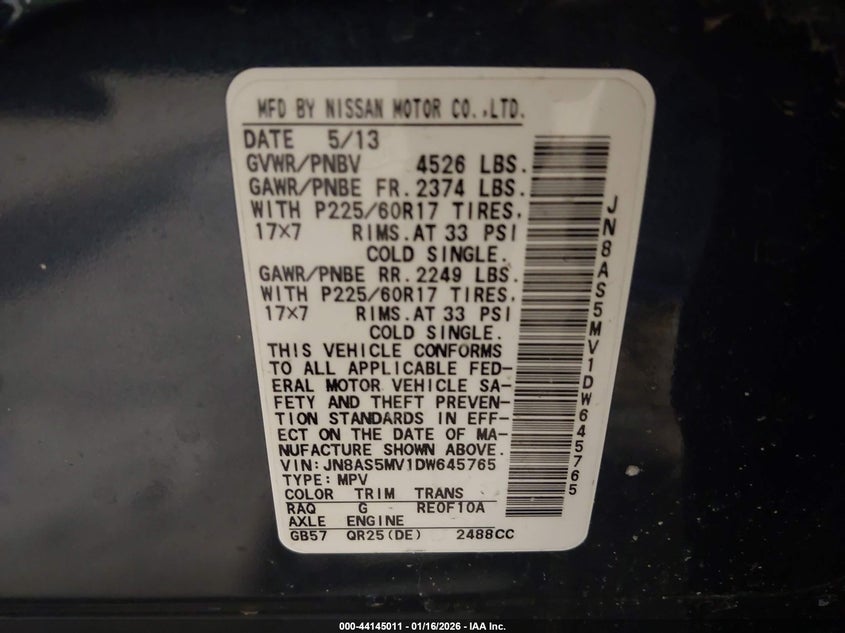 MFD BY NISSAN MOTOR CO.,LTD.
DATE 5/13
GVWR/PNBV 4526 LBS.
GAWR/PNBE FR. 2374 LBS.
WITH P225/60R17 TIRES.
17×7 RIMS.AT 33 PSI
COLD SINGLE.
GAWR/PNBE RR. 2249 LBS.
WITH P225/60R17 TIRES.
17×7 RIMS.AT 33 PSI
COLD SINGLE.
THIS VEHICLE CONFORMS
TO ALL APPLICABLE FED-
ERAL MOTOR VEHICLE SA-
FETY AND THEFT PREVEN-
TION STANDARDS IN EFF-
ECT ON THE DATE OF MA-
NUFACTURE SHOWN ABOVE.
VIN:JN8AS5MV1DW645765
TYPE:MPV
COLOR TRIM TRANS
RAQ G RE0F10A
AXLE ENGINE
GB57 QR25(DE) 2488CC
JN8AS5MV1DW645765
000-44145011 - 01/16/2026 - IAA Inc.